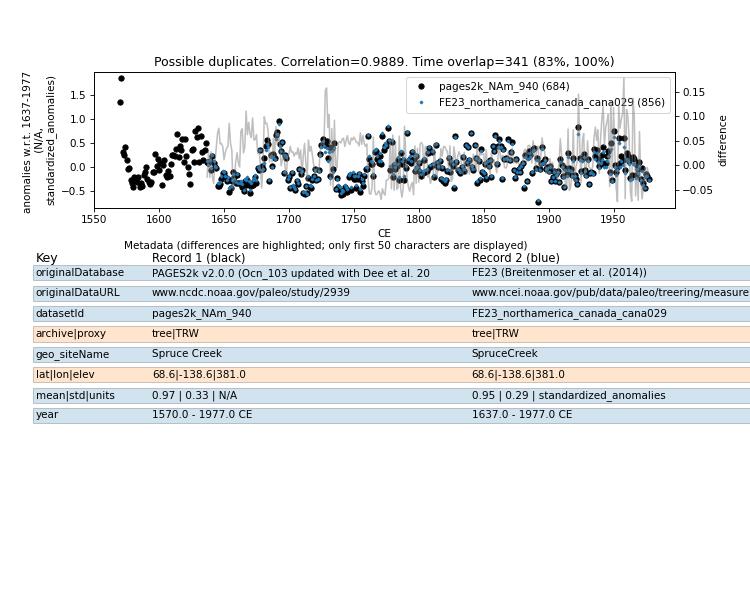 Possible duplicates. Correlation=0.9889. Time overlap=341 (83%, 100%)
anomalies w.r.t. 1637-1977
(N/A,
standardized_anomalies)
1.5
1.0
0.5
0.0
−0.5
pages2k_NAm_940 (684)
FE23_northamerica_canada_cana029 (856)
0.15
0.10
0.05
0.00
−0.05
difference
1550 1600 1650 1700 1750 1800 1850 1900 1950
CE
Metadata (differences are highlighted; only first 50 characters are displayed)
Key Record 1 (black) Record 2 (blue)
originalDatabase PAGES2k v2.0.0 (Ocn_103 updated with Dee et al. 20 FE23 (Breitenmoser et al. (2014))
originalDataURL www.ncdc.noaa.gov/paleo/study/2939 www.ncei.noaa.gov/pub/data/paleo/treering/measure
datasetId pages2k_NAm_940 FE23_northamerica_canada_cana029
archive|proxy tree|TRW tree|TRW
geo_siteName Spruce Creek SpruceCreek
lat|lon|elev 68.6|-138.6|381.0 68.6|-138.6|381.0
mean|std|units 0.97 | 0.33 | N/A 0.95 | 0.29 | standardized_anomalies
year 1570.0 - 1977.0 CE 1637.0 - 1977.0 CE